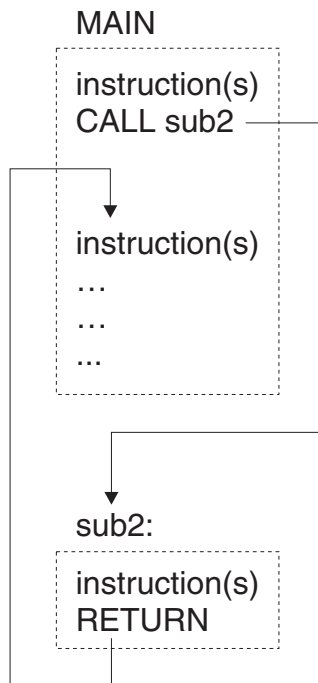 MAIN
instruction(s)
CALL sub2
instruction(s)
…
…
...
sub2:
instruction(s)
RETURN